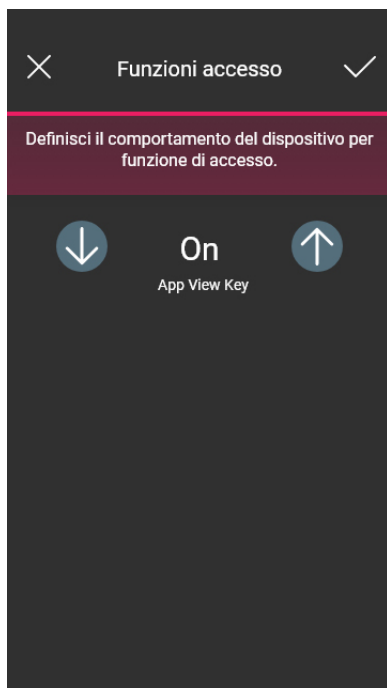 Funzioni accesso
Definisci il comportamento del dispositivo per
funzione di accesso.
On
App View Key